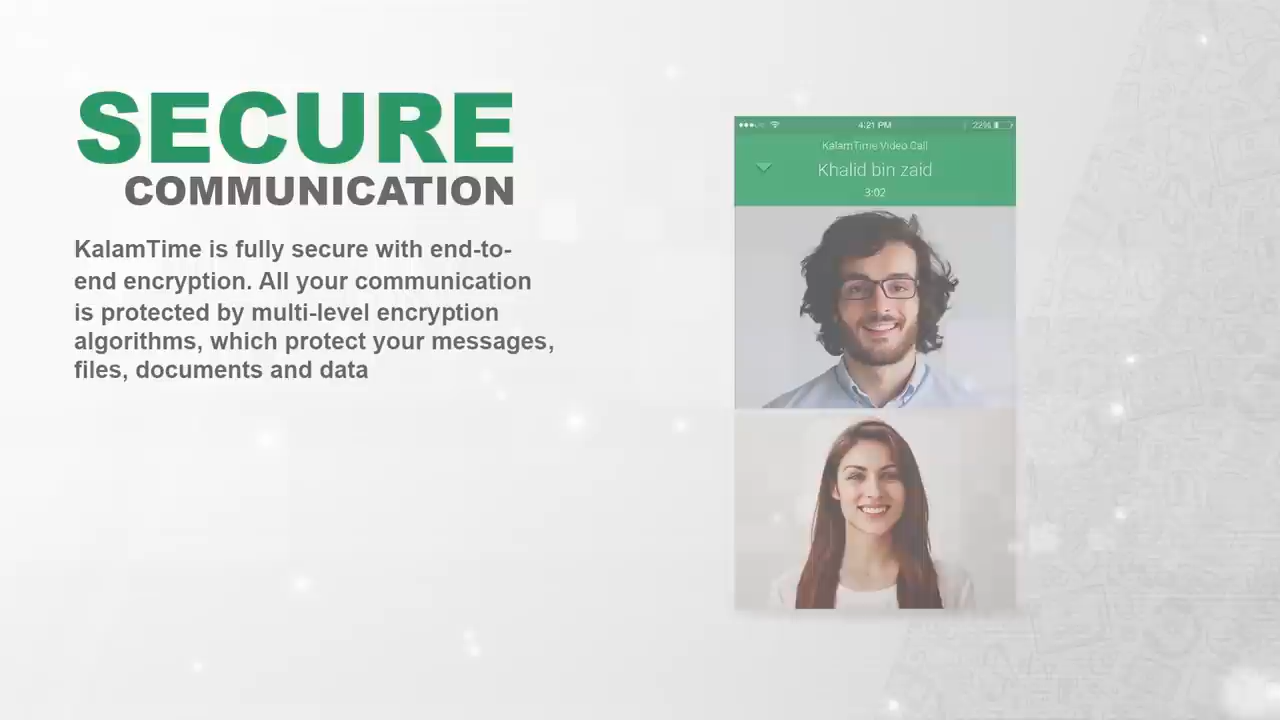 SECURE
COMMUNICATION
KalamTime is fully secure with end-to-
end encryption. All your communication
is protected by multi-level encryption
algorithms, which protect your messages,
files, documents and data
4:21 PM
22%
KalamTime Video Call
Khalid bin zaid
3:02